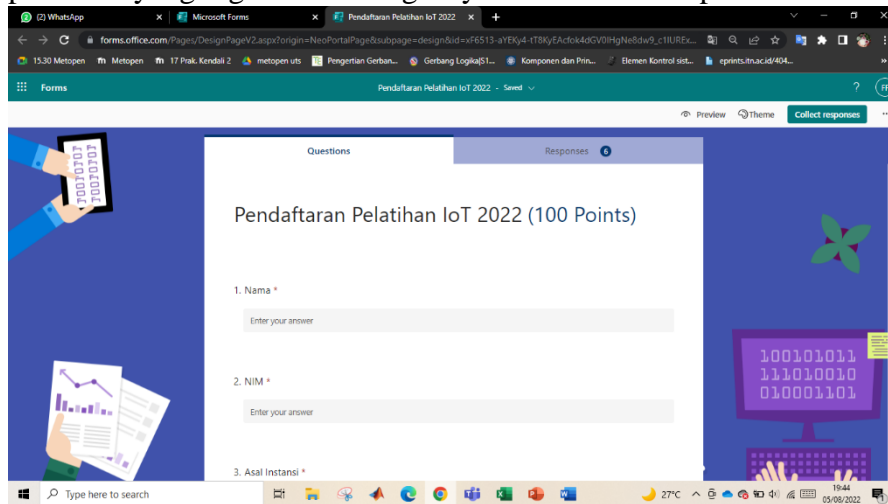 (2) WhatsApp
Microsoft Forms
Pendaftaran Pelatihan IoT 2022
forms.office.com/Pages/DesignPageV2.aspx?origin=NeoPortalPage&subpage=design&id=
15.30 Metopen
Metopen
17 Prak. Kendali 2
metopen uts
Pengertian Gerban...
Gerbang Logika|S1...
Komponen dan Prin...
Elemen Kontrol sist...
eprints.itn.ac.id/404...
Forms
Pendaftaran Pelatihan IoT 2022 - Saved
?
Preview
Theme
Collect responses
Questions
Responses 6
Pendaftaran Pelatihan IoT 2022 (100 Points)
1. Nama *
Enter your answer
2. NIM *
Enter your answer
3. Asal Instansi *
101001011
111010010
010001101
Type here to search
27°C
19:44
05/08/2022